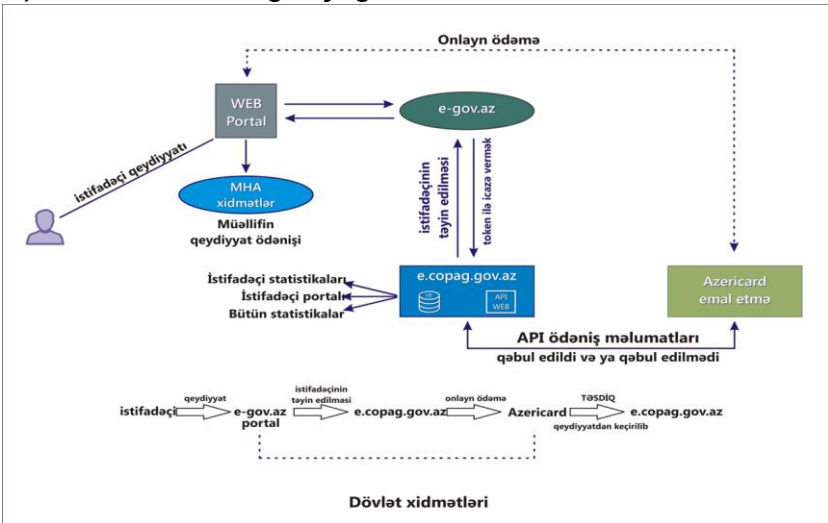 Onlayn ödəmə
WEB
Portal
e-gov.az
istifadəçi qeydiyyatı
MHA
xidmətlər
Müəllifin
qeydiyyat ödənişi
istifadəçinin
təyin edilməsi
token ilə icazə vermək
İstifadəçi statistikaları
İstifadəçi portalı
Bütün statistikalar
e.copag.gov.az
API
WEB
Azericard
emal etmə
API ödəniş məlumatları
qəbul edildi və ya qəbul edilmədi
istifadəçi qeydiyyat e-gov.az portal istifadəçinin təyin edilməsi e.copag.gov.az onlayn ödəmə Azericard TƏSDİQ qeydiyyatdan keçirilib e.copag.gov.az
Dövlət xidmətləri